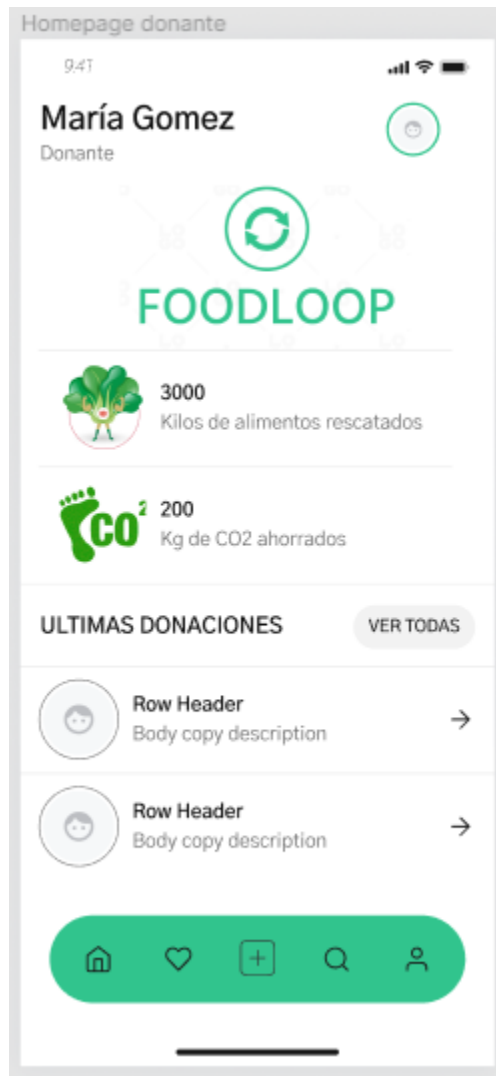 Homepage donante
9:41
María Gomez
Donante
FOODLOOP
3000
Kilos de alimentos rescatados
CO²
200
Kg de CO2 ahorrados
ULTIMAS DONACIONES
VER TODAS
Row Header
Body copy description
Row Header
Body copy description